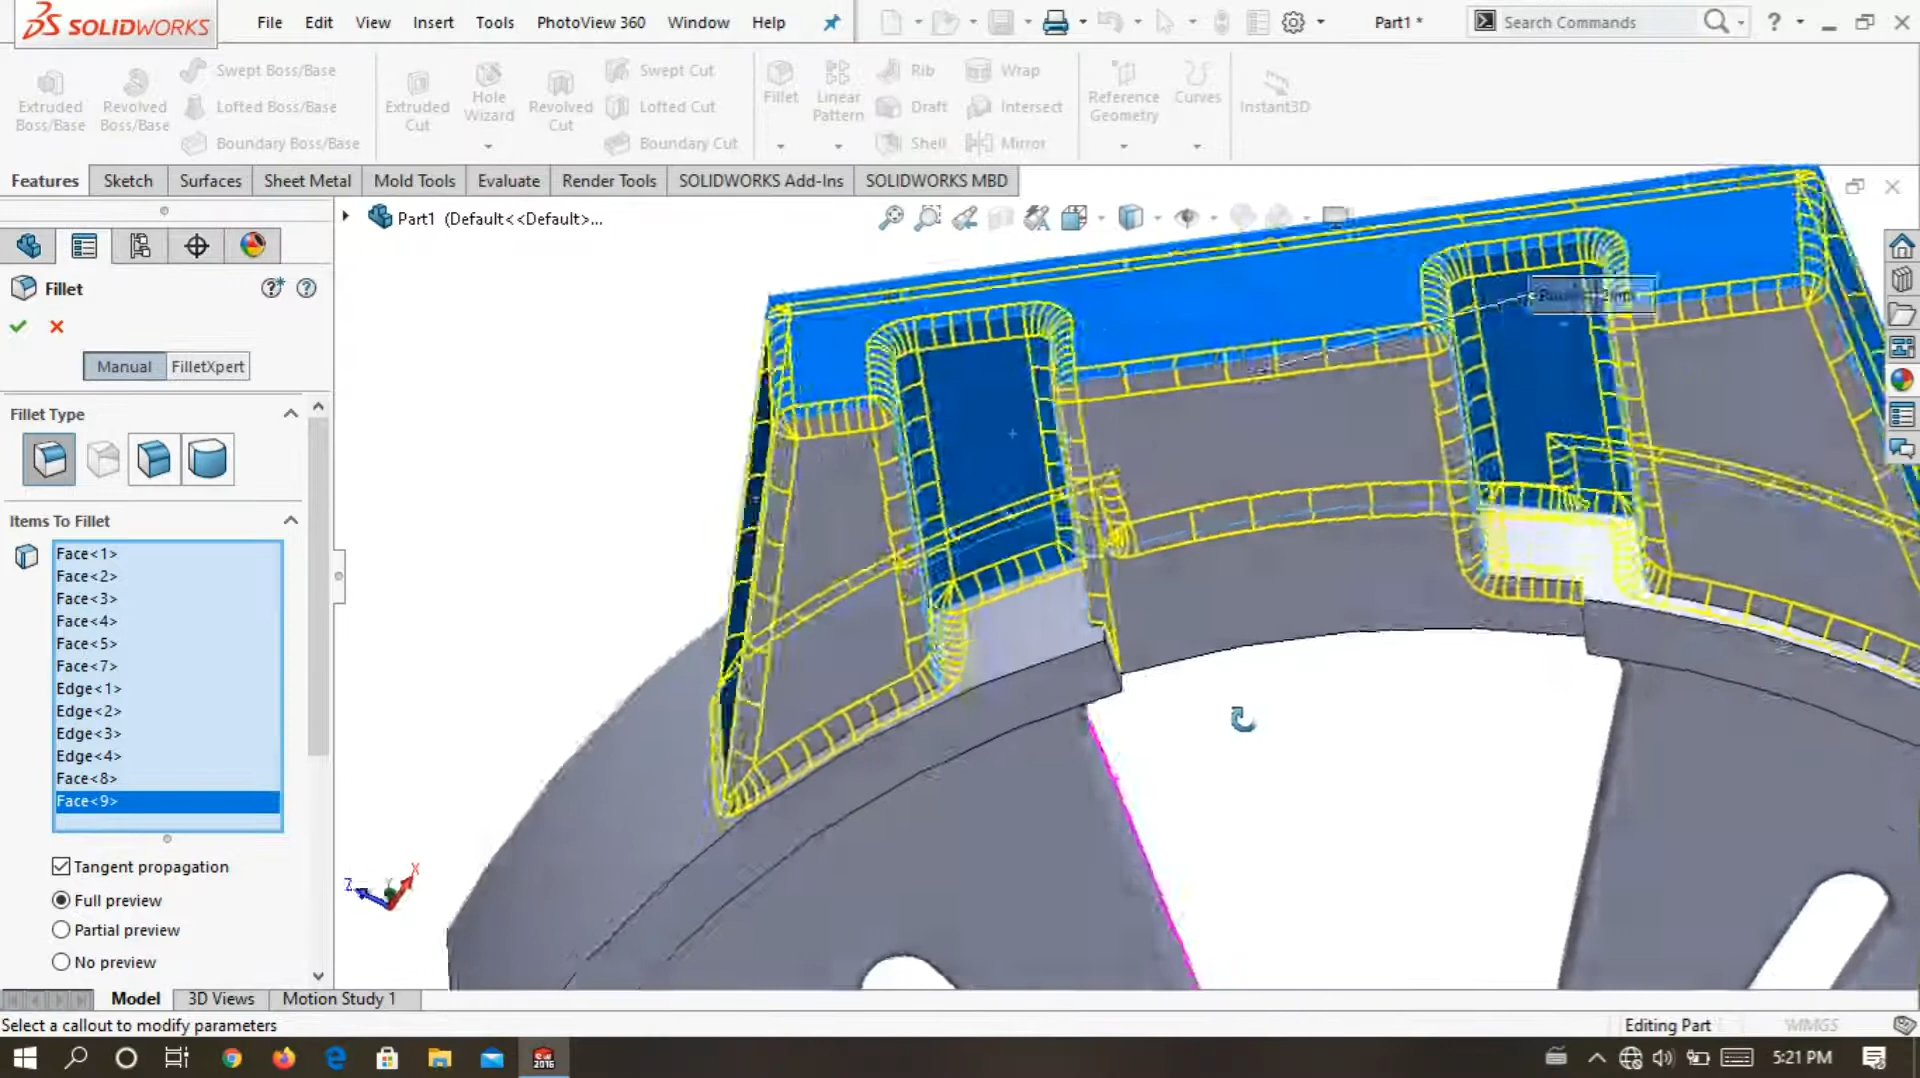 SOLIDWORKS File Edit View Insert Tools PhotoView 360 Window Help Part1 * Search Commands ?
Extruded Boss/Base
Revolved Boss/Base
Swept Boss/Base
Lofted Boss/Base
Boundary Boss/Base
Extruded Cut
Hole Wizard
Revolved Cut
Swept Cut
Lofted Cut
Boundary Cut
Fillet
Linear Pattern
Rib
Draft
Shell
Wrap
Intersect
Mirror
Reference Geometry
Curves
Instant3D
Features Sketch Surfaces Sheet Metal Mold Tools Evaluate Render Tools SOLIDWORKS Add-Ins SOLIDWORKS MBD
Part1 (Default<<Default>...
Fillet
Manual FilletXpert
Fillet Type
Items To Fillet
Face<1>
Face<2>
Face<3>
Face<4>
Face<5>
Face<7>
Edge<1>
Edge<2>
Edge<3>
Edge<4>
Face<8>
Face<9>
Tangent propagation
Full preview
Partial preview
No preview
Z Y X
Model 3D Views Motion Study 1
Select a callout to modify parameters Editing Part MMGS
SW 2016
5:21 PM